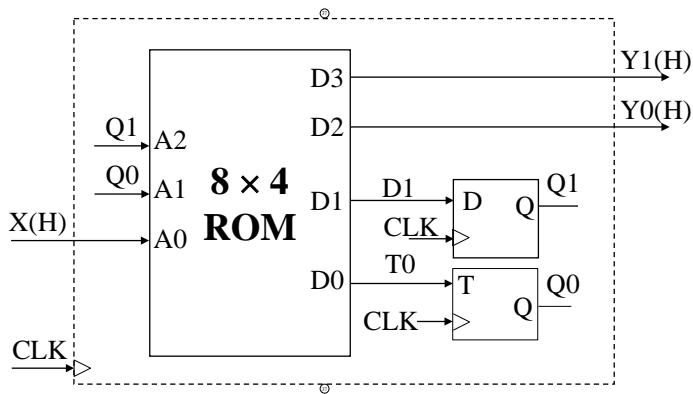 Y1(H)
D3
Y0(H)
D2
Q1
A2
Q0
A1
8 × 4
ROM
D1
D1
D
Q
Q1
X(H)
A0
CLK
D0
T0
T
Q
Q0
CLK
CLK